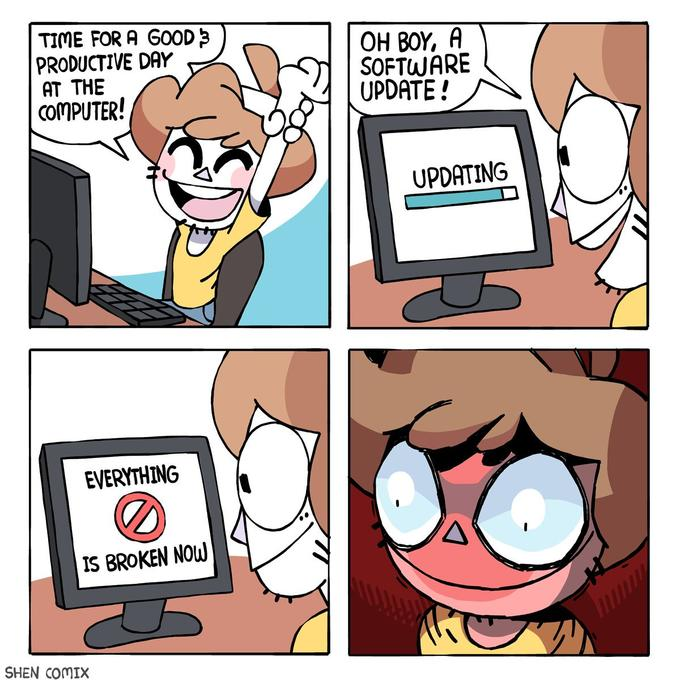 TIME FOR A GOOD &
PRODUCTIVE DAY
AT THE
COMPUTER!
OH BOY, A
SOFTWARE
UPDATE!
UPDATING
EVERYTHING
IS BROKEN NOW
SHEN COMIX